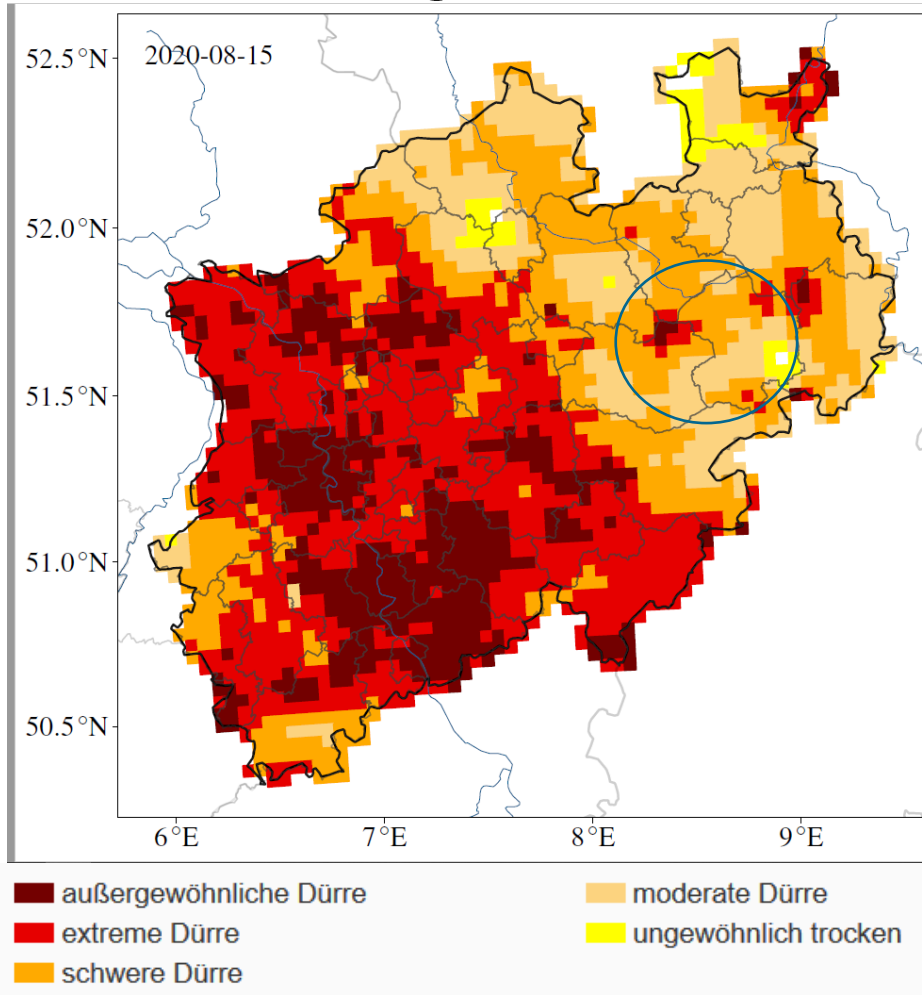 2020-08-15
52.5°N
52.0°N
51.5°N
51.0°N
50.5°N
6°E 7°E 8°E 9°E
außergewöhnliche Dürre
extreme Dürre
schwere Dürre
moderate Dürre
ungewöhnlich trocken